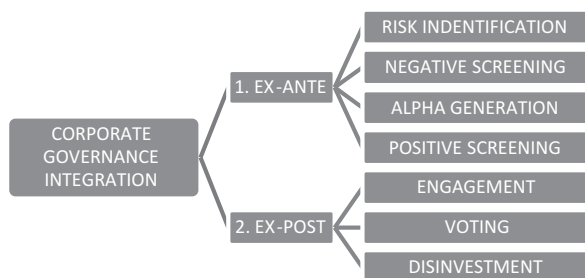 CORPORATE
GOVERNANCE
INTEGRATION
1. EX-ANTE
RISK INDENTIFICATION
NEGATIVE SCREENING
ALPHA GENERATION
POSITIVE SCREENING
2. EX-POST
ENGAGEMENT
VOTING
DISINVESTMENT